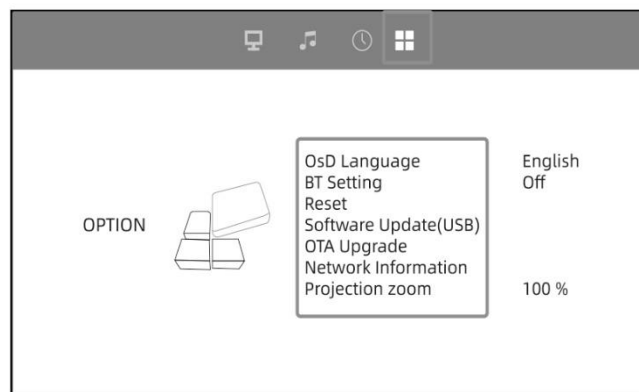 OPTION
OsD Language English
BT Setting Off
Reset
Software Update(USB)
OTA Upgrade
Network Information
Projection zoom 100 %